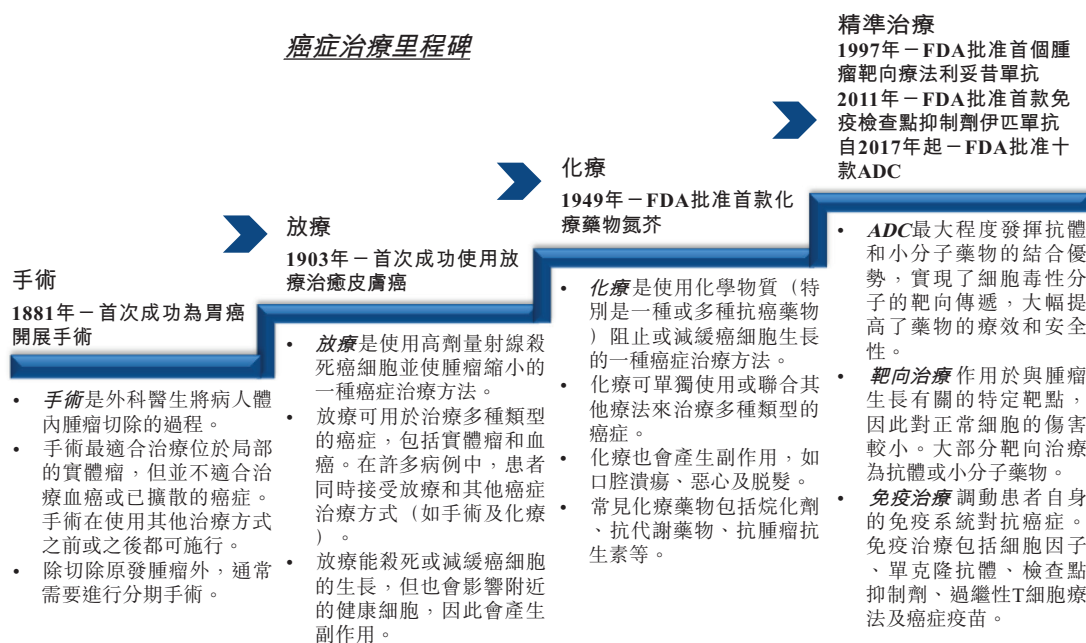 癌症治療里程碑
手術
1881年－首次成功為胃癌
開展手術
• 手術是外科醫生將病人體
內腫瘤切除的過程。
• 手術最適合治療位於局部
的實體瘤，但並不適合治
療血癌或已擴散的癌症。
手術在使用其他治療方式
之前或之後都可施行。
• 除切除原發腫瘤外，通常
需要進行分期手術。
放療
1903年－首次成功使用放
療治癒皮膚癌
• 放療是使用高劑量射線殺
死癌細胞並使腫瘤縮小的
一種癌症治療方法。
• 放療可用於治療多種類型
的癌症，包括實體瘤和血
癌。在許多病例中，患者
同時接受放療和其他癌症
治療方式（如手術及化療
）。
• 放療能殺死或減緩癌細胞
的生長，但也會影響附近
的健康細胞，因此會產生
副作用。
化療
1949年－FDA批准首款化
療藥物氮芥
• 化療是使用化學物質（特
別是一種或多種抗癌藥物
）阻止或減緩癌細胞生長
的一種癌症治療方法。
• 化療可單獨使用或聯合其
他療法來治療多種類型的
癌症。
• 化療也會產生副作用，如
口腔潰瘍、惡心及脱髮。
• 常見化療藥物包括烷化劑
、抗代謝藥物、抗腫瘤抗
生素等。
精準治療
1997年－FDA批准首個腫
瘤靶向療法利妥昔單抗
2011年－FDA批准首款免
疫檢查點抑制劑伊匹單抗
自2017年起－FDA批准十
款ADC
• ADC最大程度發揮抗體
和小分子藥物的結合優
勢，實現了細胞毒性分
子的靶向傳遞，大幅提
高了藥物的療效和安全
性。
• 靶向治療作用於與腫瘤
生長有關的特定靶點，
因此對正常細胞的傷害
較小。大部分靶向治療
為抗體或小分子藥物。
• 免疫治療調動患者自身
的免疫系統對抗癌症。
免疫治療包括細胞因子
、單克隆抗體、檢查點
抑制劑、過繼性T細胞療
法及癌症疫苗。